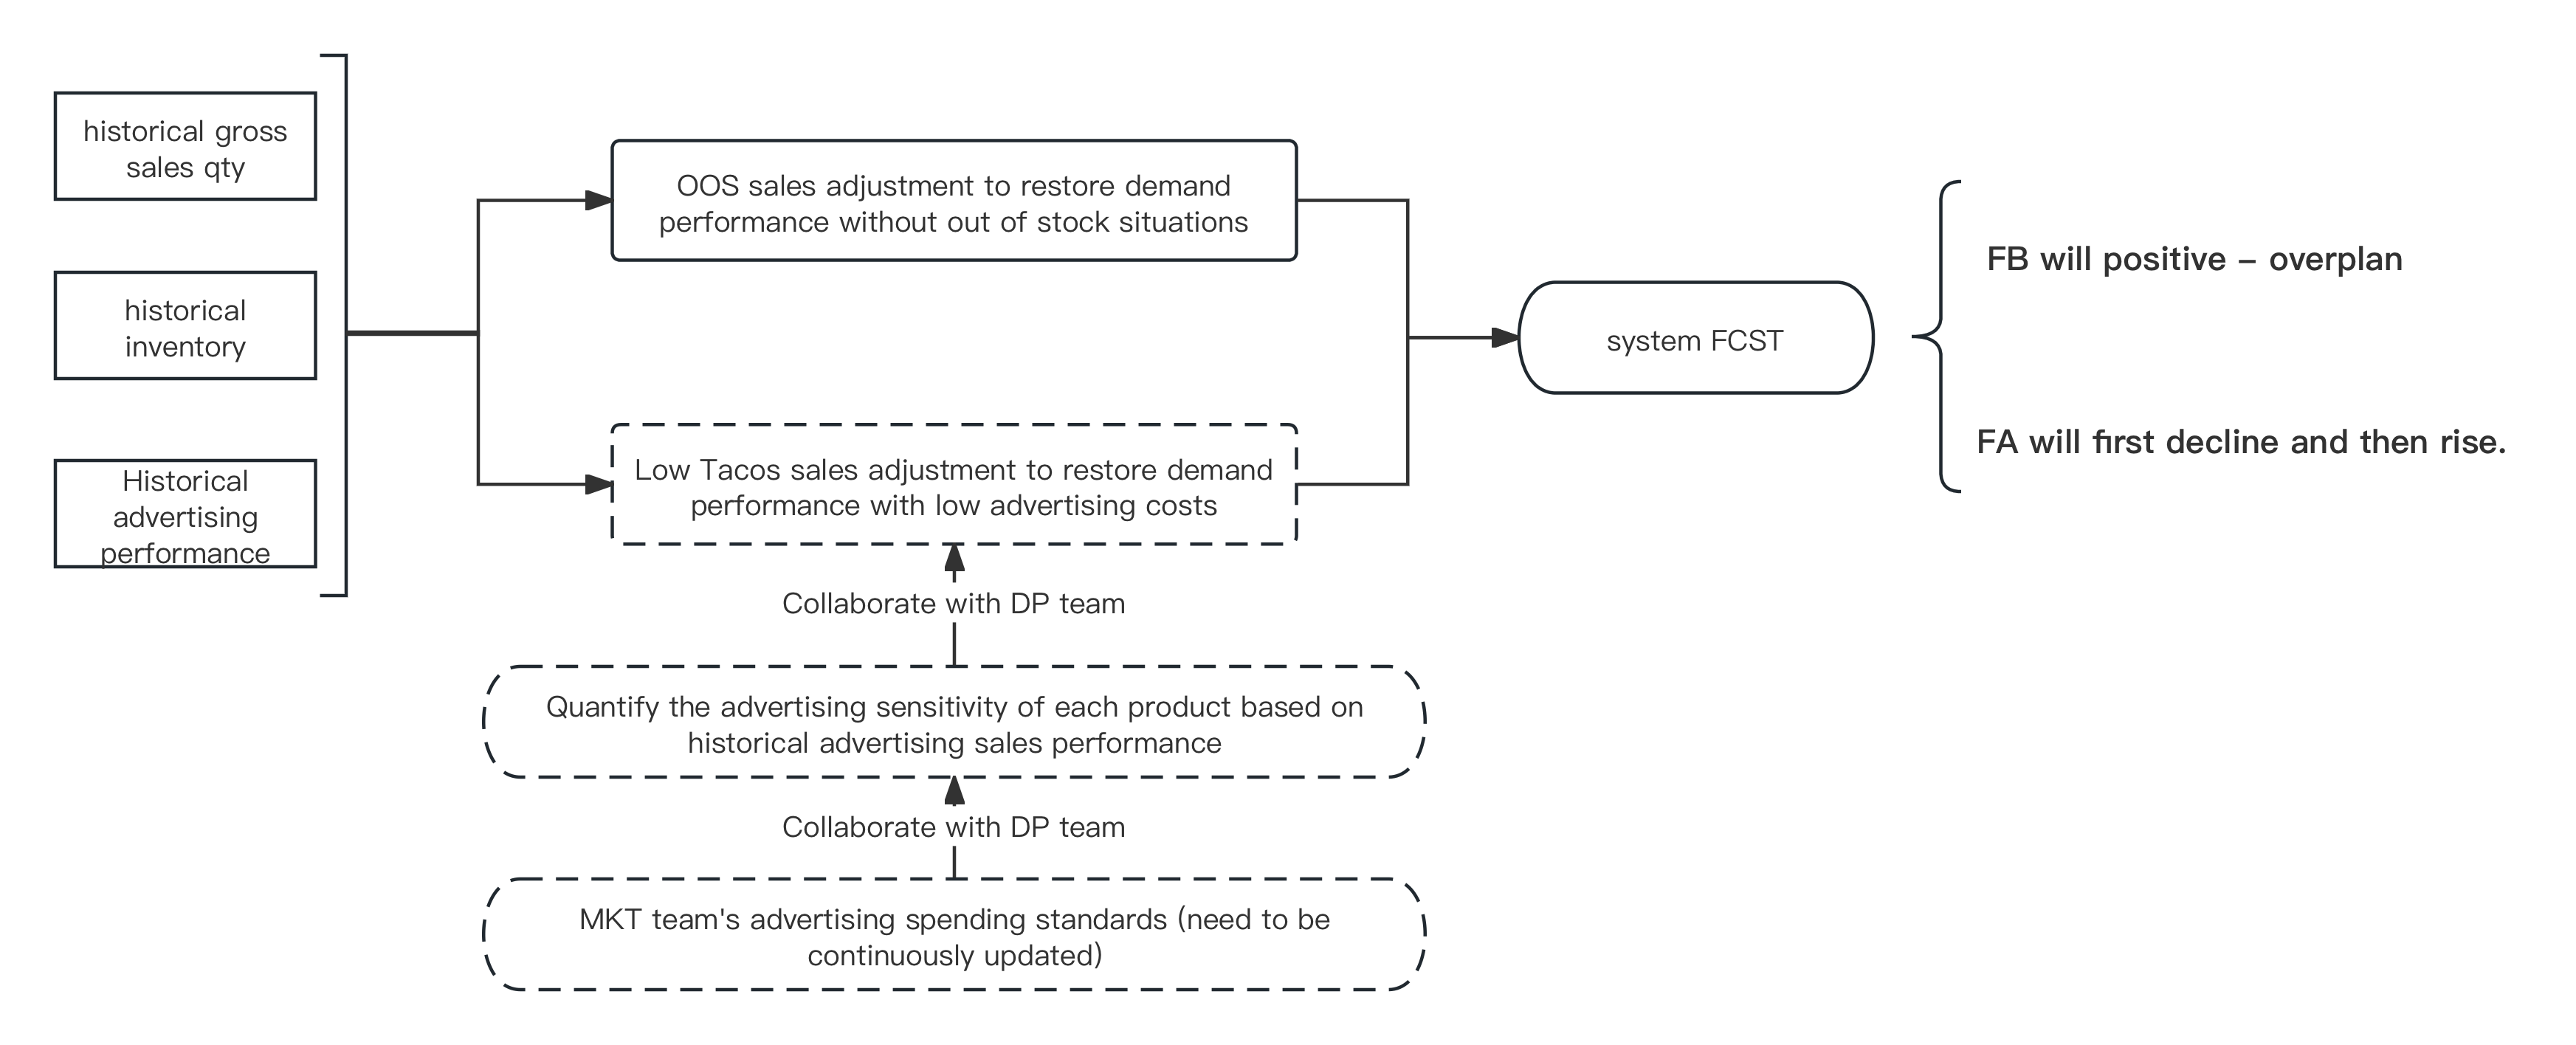 historical gross
sales qty
historical
inventory
Historical
advertising
performance
OOS sales adjustment to restore demand
performance without out of stock situations
Low Tacos sales adjustment to restore demand
performance with low advertising costs
Collaborate with DP team
Quantify the advertising sensitivity of each product based on
historical advertising sales performance
Collaborate with DP team
MKT team's advertising spending standards (need to be
continuously updated)
system FCST
FB will positive – overplan
FA will first decline and then rise.